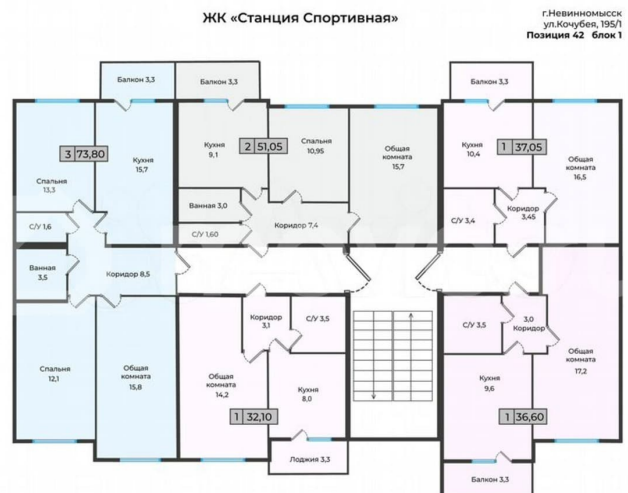 ЖК «Станция Спортивная»
г.Невинномысск
ул.Кочубея, 195/1
Позиция 42 блок 1
Балкон 3,3
Балкон 3,3
Балкон 3,3
3 73,80
Кухня
15,7
Спальня
13,3
С/У 1,6
Ванная
3,5
Коридор 8,5
Спальня
12,1
Общая
комната
15,8
Кухня
9,1
2 51,05
Спальня
10,95
Общая
комната
15,7
Ванная 3,0
С/У 1,60
Коридор 7,4
Кухня
10,4
1 37,05
Общая
комната
16,5
С/У 3,4
Коридор
3,45
Коридор
3,1
С/У 3,5
Общая
комната
14,2
Кухня
8,0
1 32,10
Лоджия 3,3
С/У 3,5
3,0
Коридор
Общая
комната
17,2
Кухня
9,6
1 36,60
Балкон 3,3